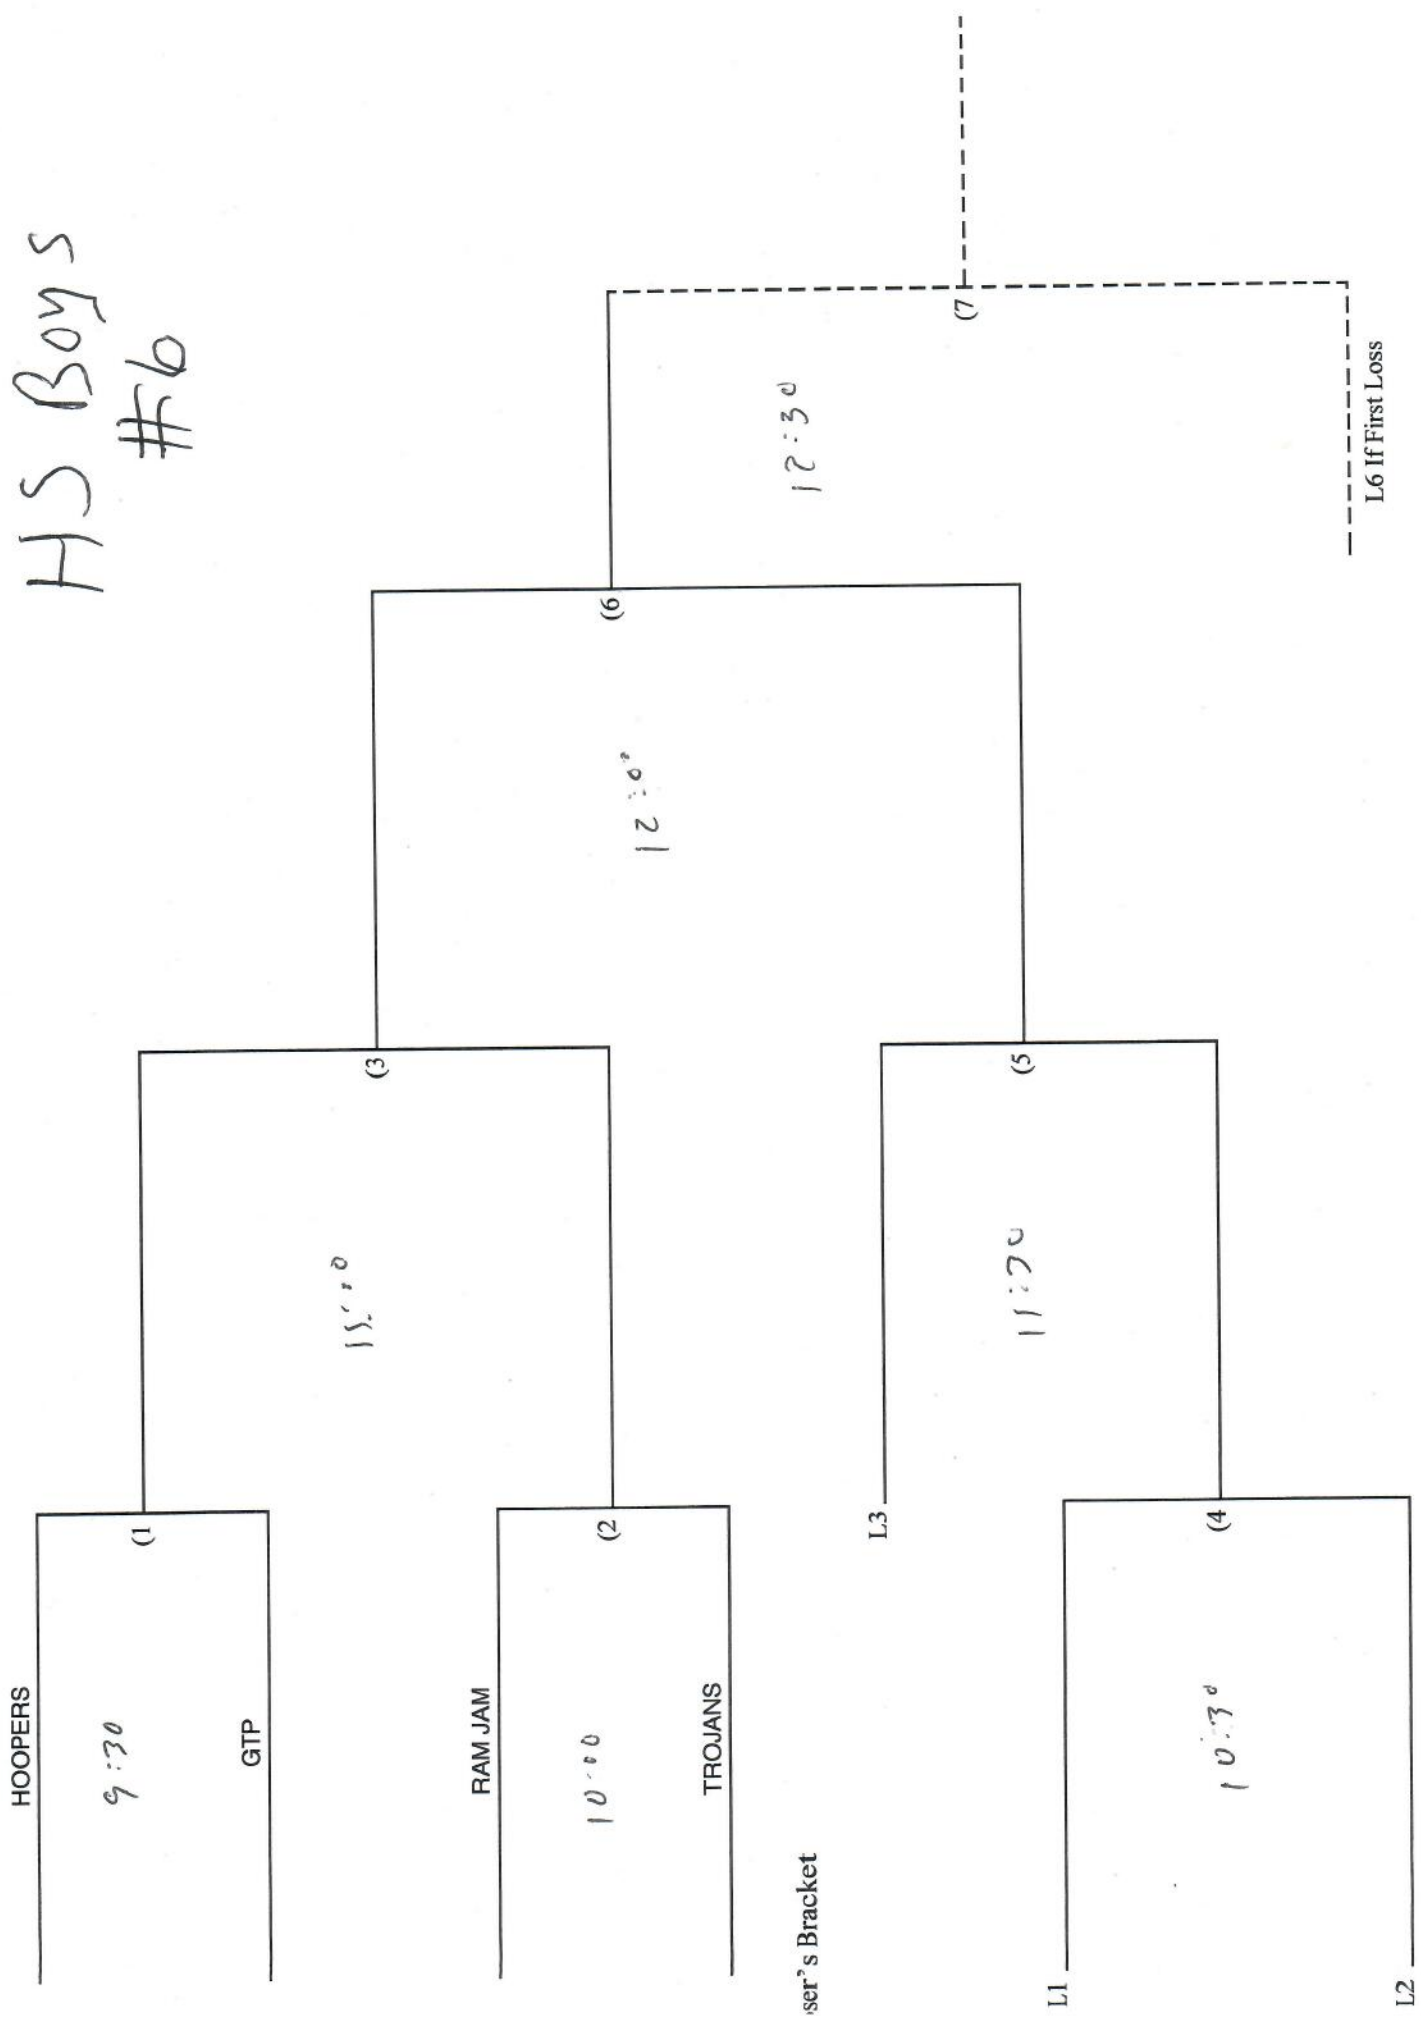 HS Boys
#6
HOOPERS
9:30
(1
GTP
(3
RAM JAM
10:00
(2
TROJANS
12:00
(6
12:30
(7
ser's Bracket
L3
11:30
(5
L1
10:30
(4
L2
L6 If First Loss